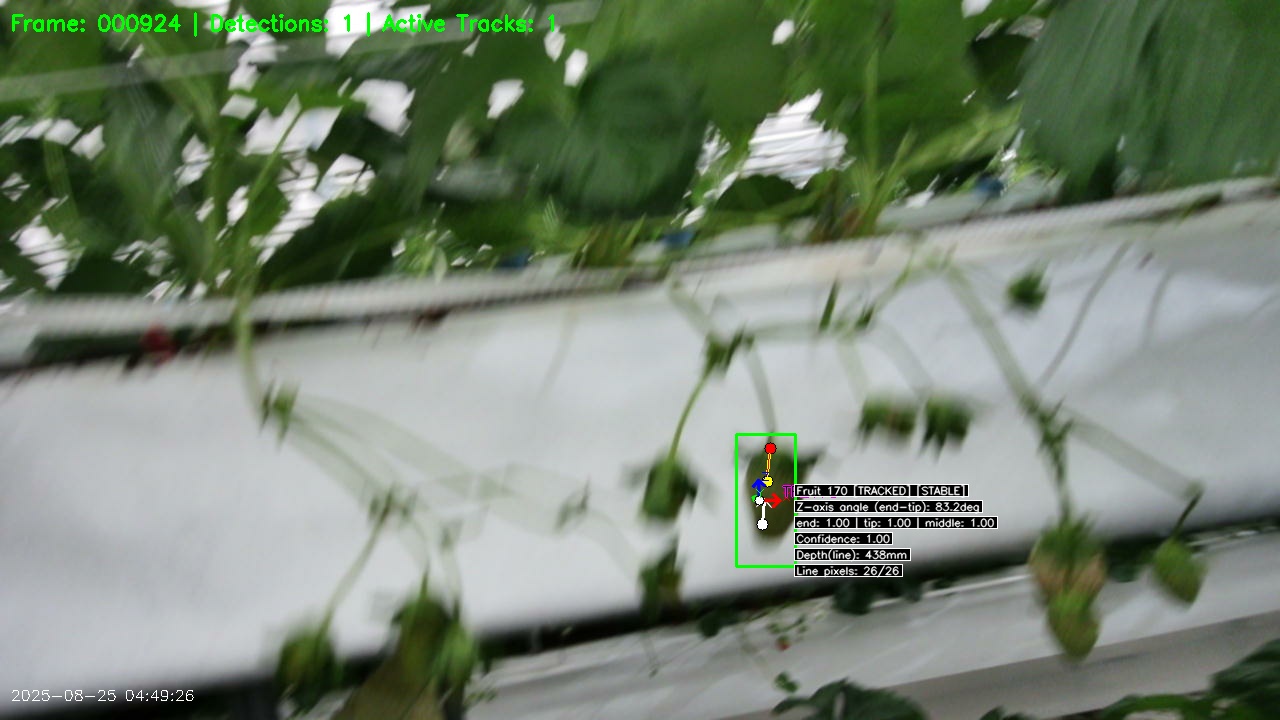 Frame: 000924 | Detections: 1 | Active Tracks: 1
Fruit 170 [TRACKED] [STABLE]
Z-axis angle (end-tip): 83.2deg
end: 1.00 | tip: 1.00 | middle: 1.00
Confidence: 1.00
Depth(line): 438mm
Line pixels: 26/26
2025-08-25 04:49:26